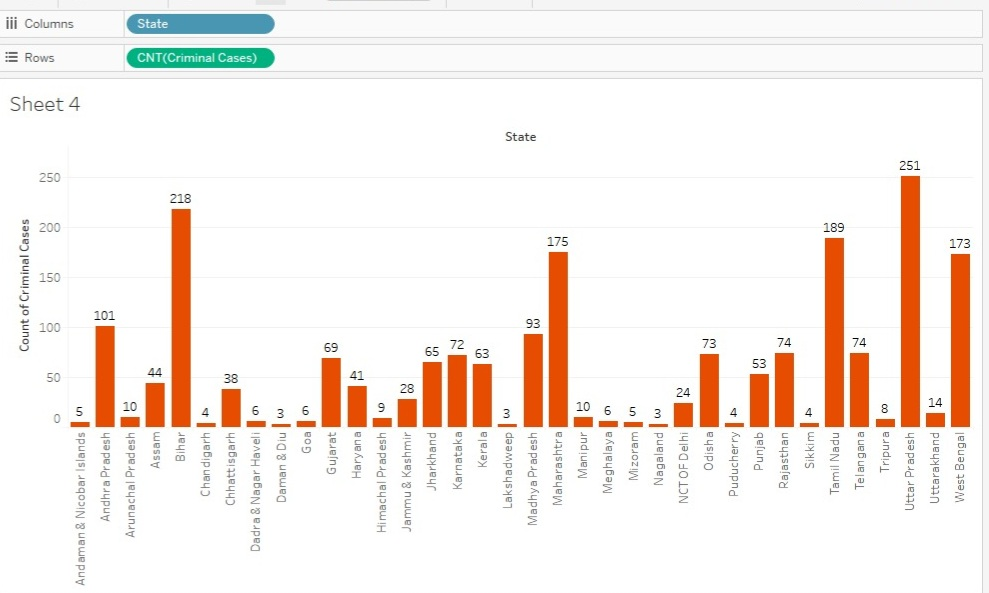 Columns
State
Rows
CNT(Criminal Cases)
Sheet 4
State
Count of Criminal Cases
250
200
150
100
50
0
5
101
10
44
218
4
38
6
3
6
69
41
9
28
65
72
63
3
93
175
10
6
5
3
24
73
4
53
74
4
189
74
8
251
14
173
Andaman & Nicobar Islands
Andhra Pradesh
Arunachal Pradesh
Assam
Bihar
Chandigarh
Chhattisgarh
Dadra & Nagar Haveli
Daman & Diu
Goa
Gujarat
Haryana
Himachal Pradesh
Jammu & Kashmir
Jharkhand
Karnataka
Kerala
Lakshadweep
Madhya Pradesh
Maharashtra
Manipur
Meghalaya
Mizoram
Nagaland
NCT OF Delhi
Odisha
Puducherry
Punjab
Rajasthan
Sikkim
Tamil Nadu
Telangana
Tripura
Uttar Pradesh
Uttarakhand
West Bengal